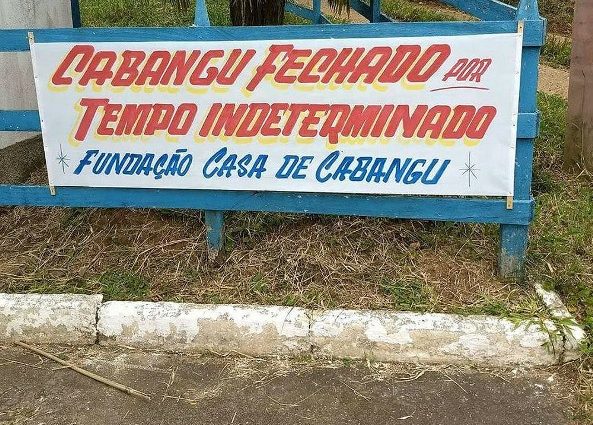 CABANGU FECHADO POR
TEMPO INDETERMINADO
FUNDAÇÃO CASA DE CABANGU